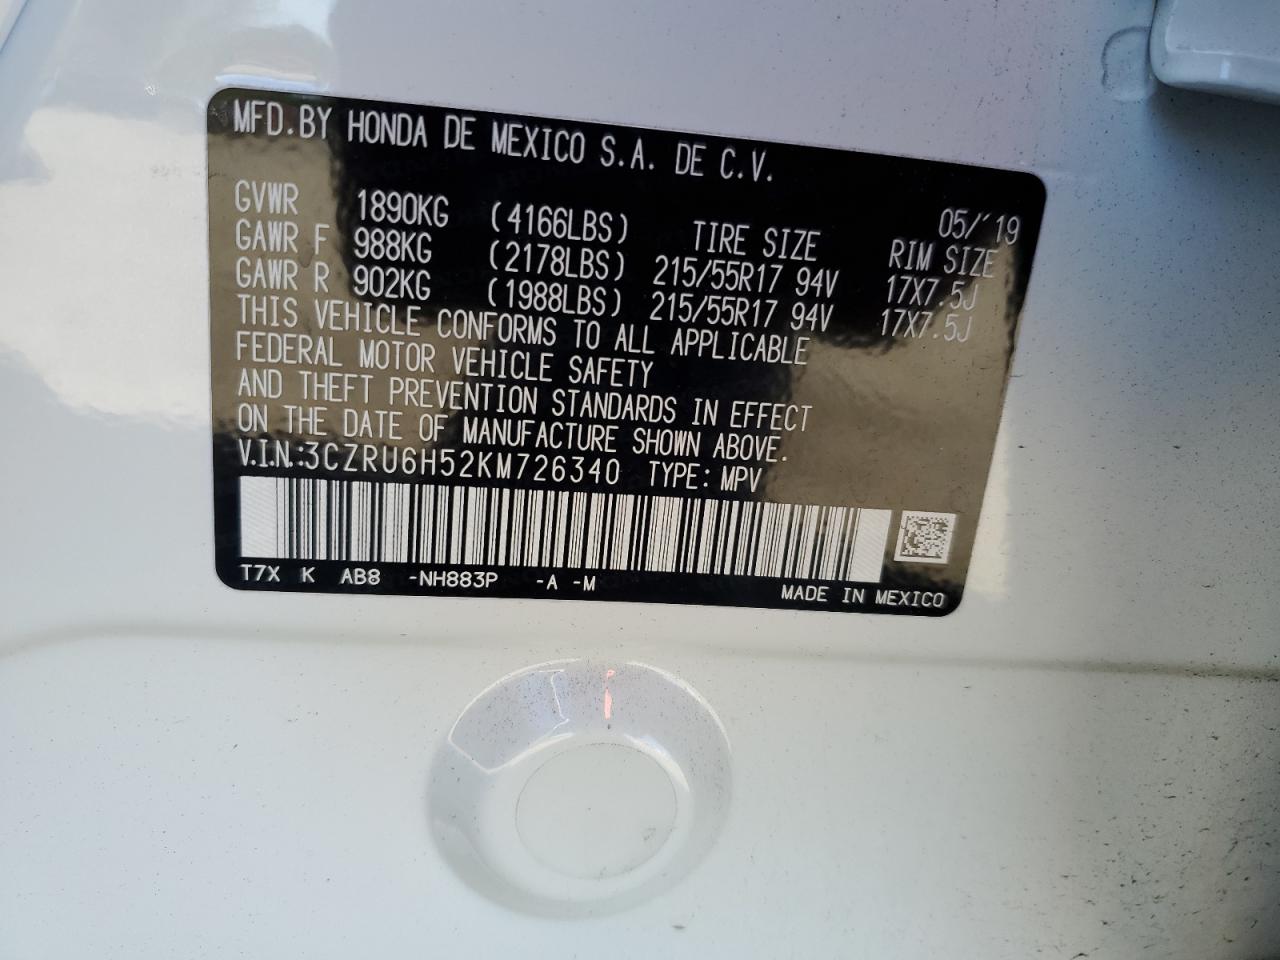 MFD.BY HONDA DE MEXICO S.A. DE C.V.
05/'19
GVWR 1890KG (4166LBS) TIRE SIZE RIM SIZE
GAWR F 988KG (2178LBS) 215/55R17 94V 17X7.5J
GAWR R 902KG (1988LBS) 215/55R17 94V 17X7.5J
THIS VEHICLE CONFORMS TO ALL APPLICABLE
FEDERAL MOTOR VEHICLE SAFETY
AND THEFT PREVENTION STANDARDS IN EFFECT
ON THE DATE OF MANUFACTURE SHOWN ABOVE.
V.I.N.:3CZRU6H52KM726340 TYPE: MPV
T7X K AB8 -NH883P -A -M
MADE IN MEXICO